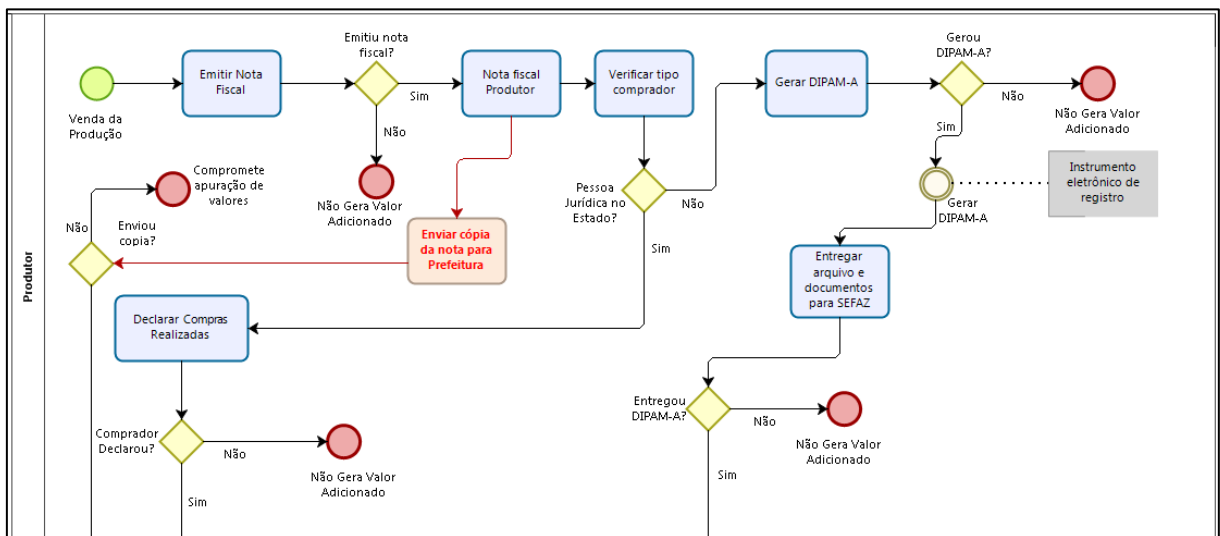 Produtor
Venda da
Produção
Emitir Nota
Fiscal
Emitiu nota
fiscal?
Sim
Não
Não Gera Valor
Adicionado
Nota fiscal
Produtor
Verificar tipo
comprador
Pessoa
Jurídica no
Estado?
Não
Sim
Gerar DIPAM-A
Gerou
DIPAM-A?
Não
Não Gera Valor
Adicionado
Sim
Gerar
DIPAM-A
Instrumento
eletrônico de
registro
Compromete
apuração de
valores
Não
Enviou
copia?
Enviar cópia
da nota para
Prefeitura
Entregar
arquivo e
documentos
para SEFAZ
Declarar Compras
Realizadas
Comprador
Declarou?
Não
Não Gera Valor
Adicionado
Sim
Entregou
DIPAM-A?
Não
Não Gera Valor
Adicionado
Sim